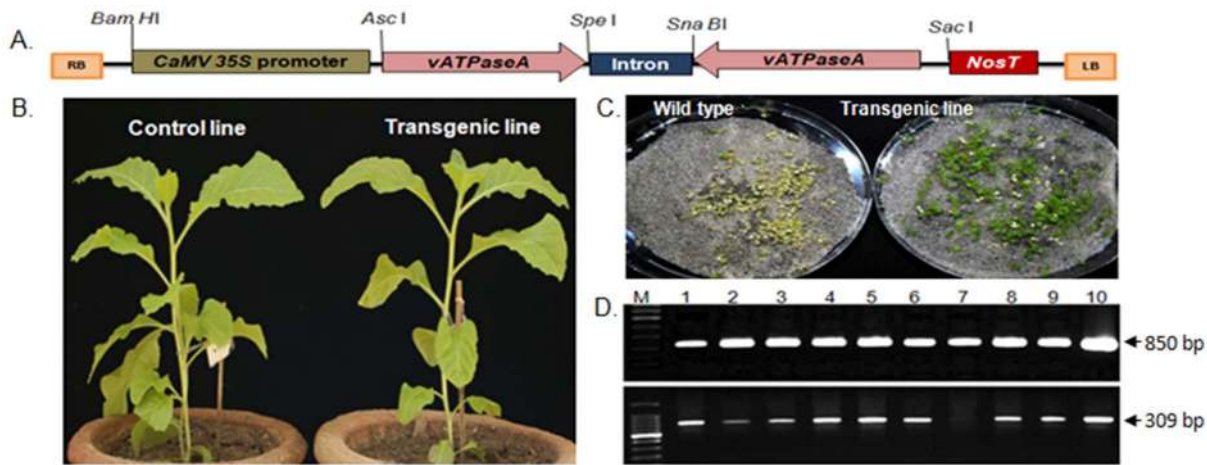 A.
Bam HI
Asc I
Spe I
Sna BI
Sac I
RB
CaMV 35S promoter
vATPaseA
Intron
vATPaseA
NosT
LB
B.
Control line
Transgenic line
C.
Wild type
Transgenic line
D.
M 1 2 3 4 5 6 7 8 9 10
850 bp
309 bp